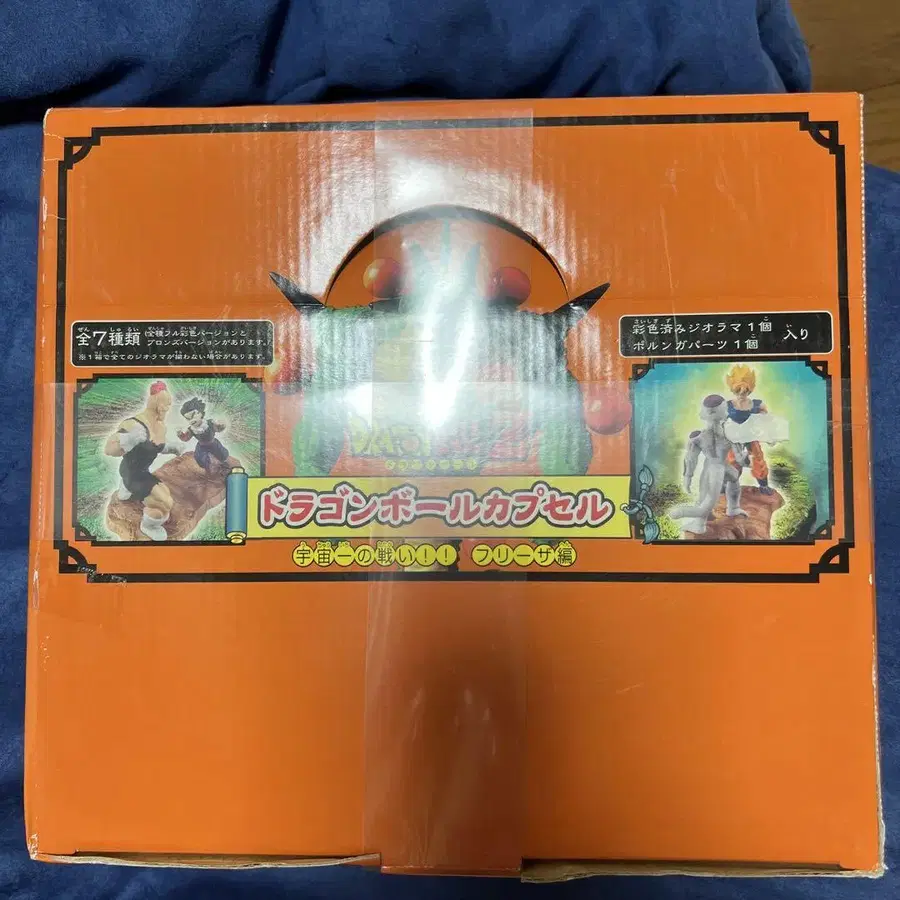 全7種類
(全種フル彩色バージョンと
ブロンズバージョンがあります。)
※1箱で全てのジオラマが揃わない場合があります。
彩色済みジオラマ1個
ポルンガパーツ1個
入り
ドラゴンボールカプセル
宇宙一の戦い!! フリーザ編